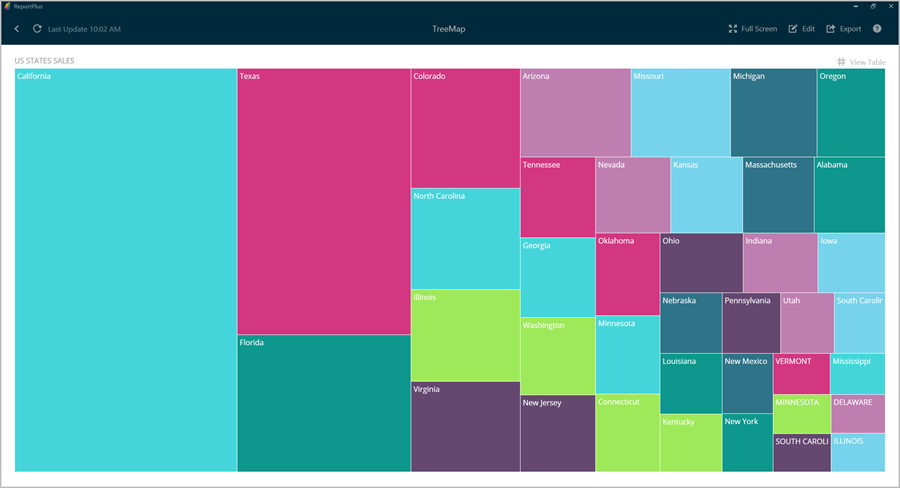 ReportPlus
Last Update 10:02 AM
TreeMap
Full Screen
Edit
Export
?
US STATES SALES
# View Table
California
Texas
Florida
Colorado
North Carolina
Illinois
Virginia
Arizona
Missouri
Michigan
Oregon
Tennessee
Nevada
Kansas
Massachusetts
Alabama
Georgia
Washington
New Jersey
Oklahoma
Minnesota
Connecticut
Ohio
Indiana
Iowa
Nebraska
Pennsylvania
Utah
South Carolin
Louisiana
Kentucky
New Mexico
New York
VERMONT
Mississippi
MINNESOTA
DELAWARE
SOUTH CAROLI
ILLINOIS